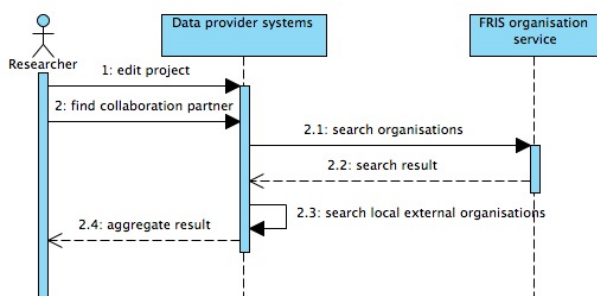 Data provider systems
FRIS organisation
service
Researcher
1: edit project
2: find collaboration partner
2.1: search organisations
2.2: search result
2.3: search local external organisations
2.4: aggregate result